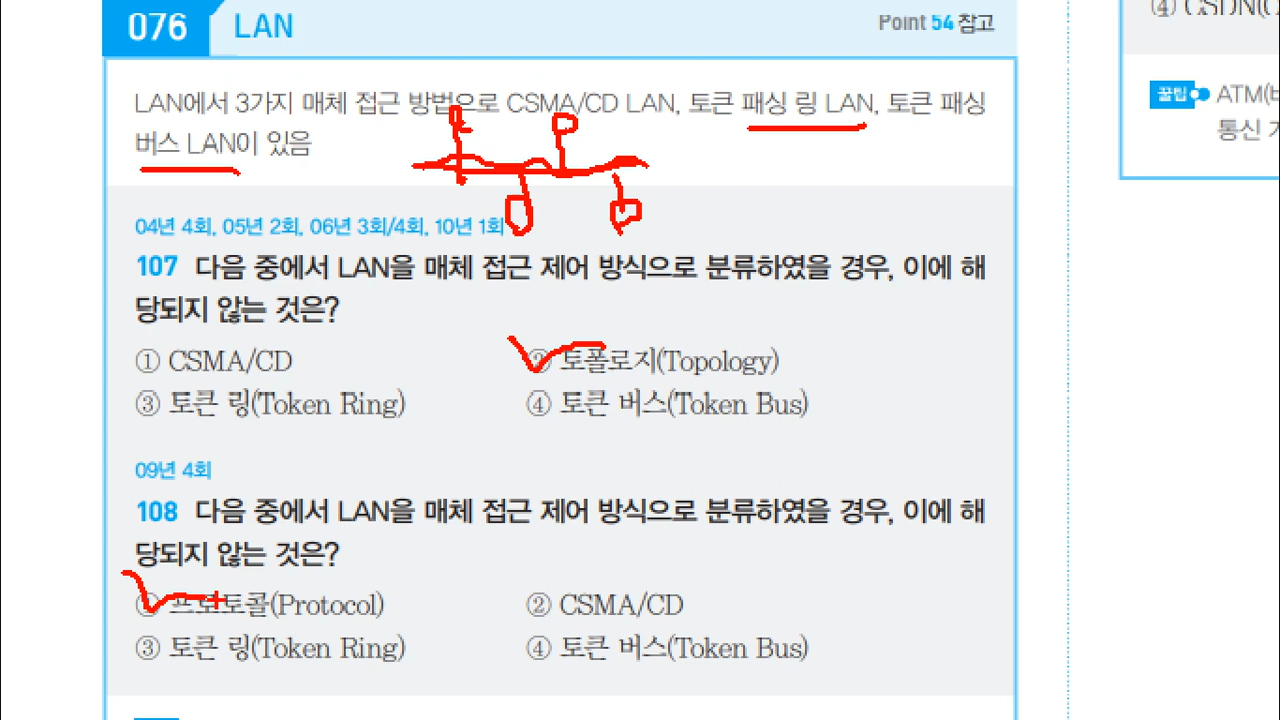 076 LAN Point 54 참고
LAN에서 3가지 매체 접근 방법으로 CSMA/CD LAN, 토큰 패싱 링 LAN, 토큰 패싱
버스 LAN이 있음
04년 4회, 05년 2회, 06년 3회/4회, 10년 1회
107 다음 중에서 LAN을 매체 접근 제어 방식으로 분류하였을 경우, 이에 해
당되지 않는 것은?
① CSMA/CD ② 토폴로지(Topology)
③ 토큰 링(Token Ring) ④ 토큰 버스(Token Bus)
09년 4회
108 다음 중에서 LAN을 매체 접근 제어 방식으로 분류하였을 경우, 이에 해
당되지 않는 것은?
① 프로토콜(Protocol) ② CSMA/CD
③ 토큰 링(Token Ring) ④ 토큰 버스(Token Bus)
꿀팁 ATM(
통신